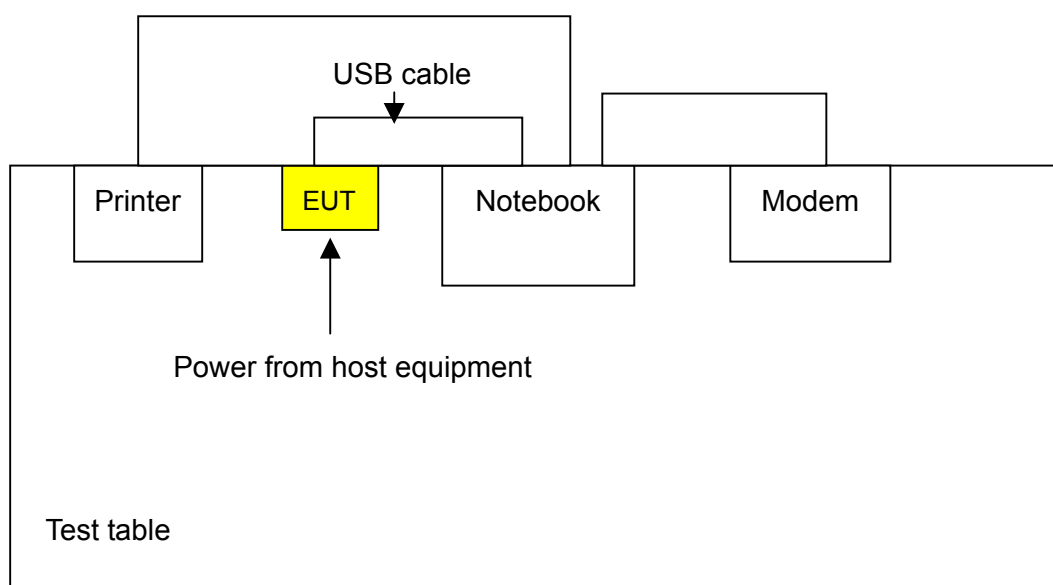 USB cable
Printer
EUT
Notebook
Modem
Power from host equipment
Test table